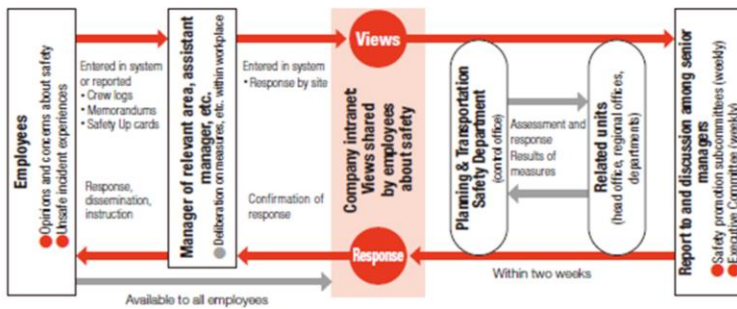 Employees
● Opinions and concerns about safety
● Unsafe incident experiences
Entered in system
or reported
• Crew logs
• Memorandums
• Safety Up cards
Response,
dissemination,
instruction
Manager of relevant area, assistant
manager, etc.
● Deliberation on measures, etc. within workplace
Entered in system
• Response by site
Confirmation of
response
Views
Company intranet
Views shared
by employees
about safety
Response
Planning & Transportation
Safety Department
(control office)
Assessment and
response
Results of
measures
Related units
(head office, regional offices,
departments)
Report to and discussion among senior
managers
● Safety promotion subcommittees (weekly)
● Executive Committee (weekly)
Within two weeks
Available to all employees